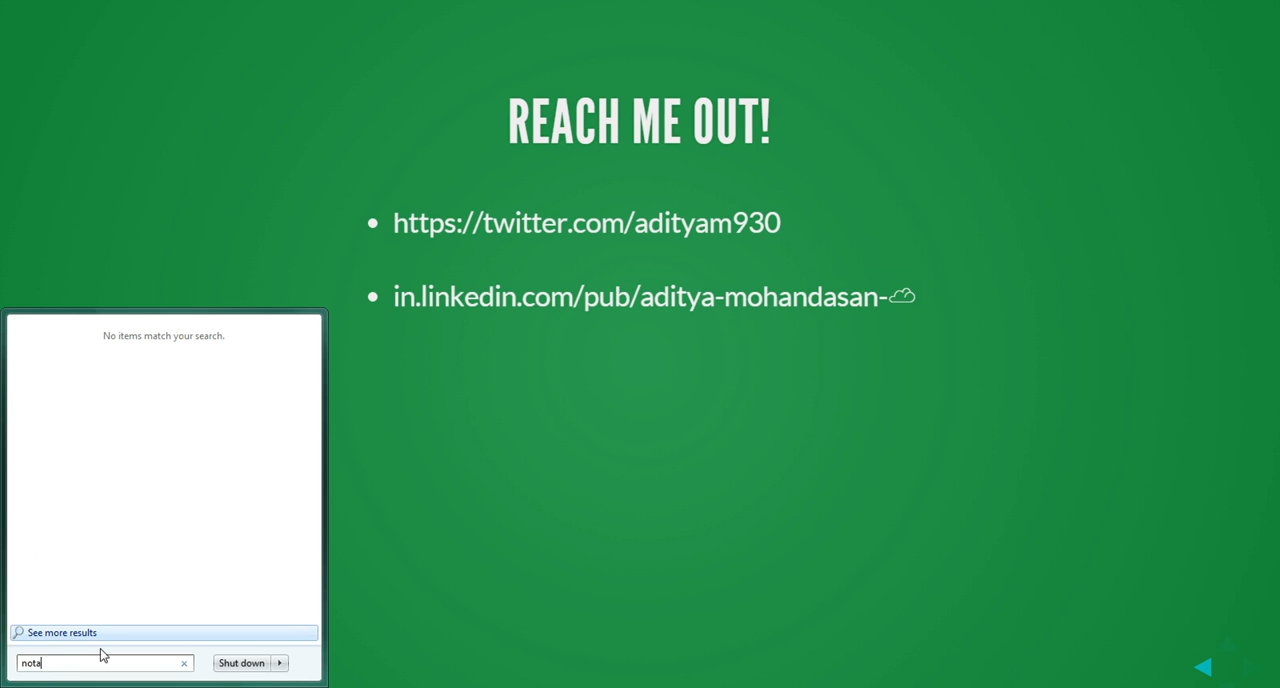 REACH ME OUT!
https://twitter.com/adityam930
in.linkedin.com/pub/aditya-mohandasan-
No items match your search.
See more results
nota
Shut down